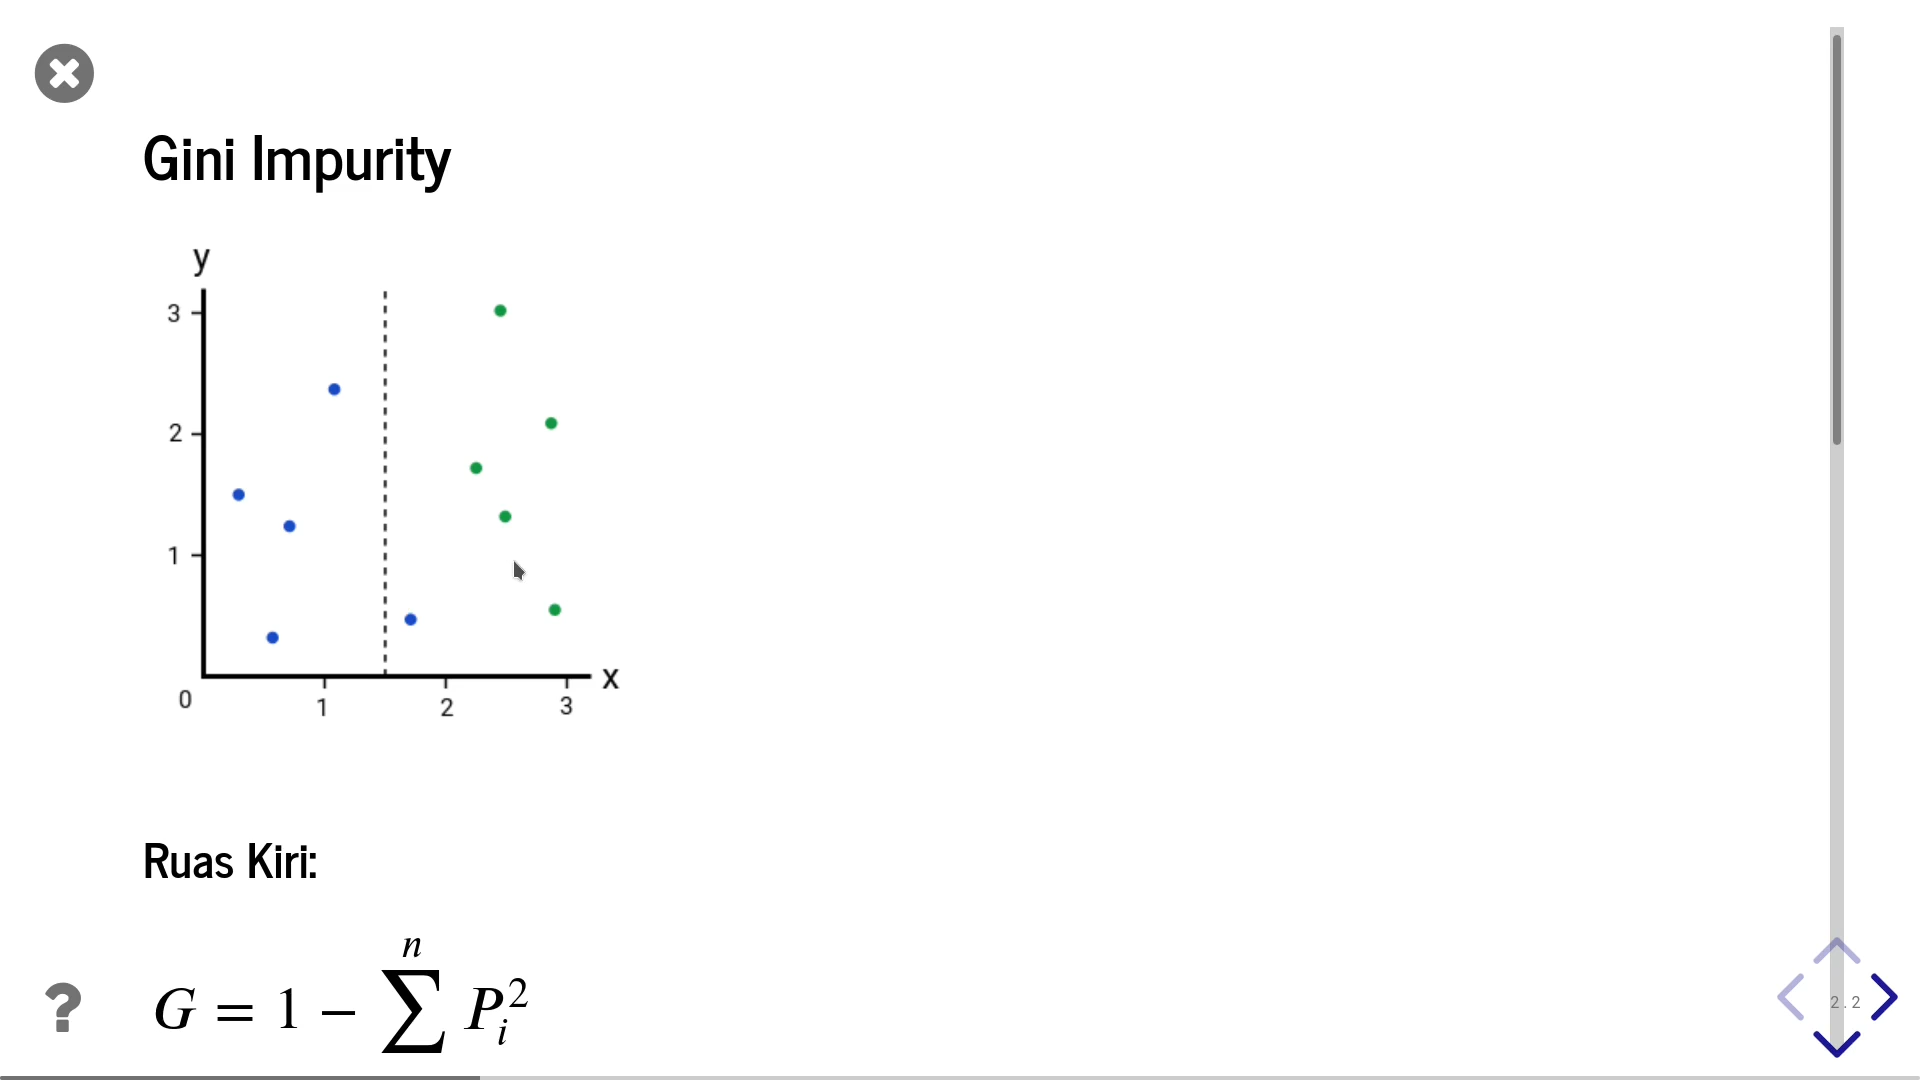 Gini Impurity
y
3
2
1
0
1
2
3
x
Ruas Kiri:
n
G = 1 − ∑ P_i^2
2.2
?